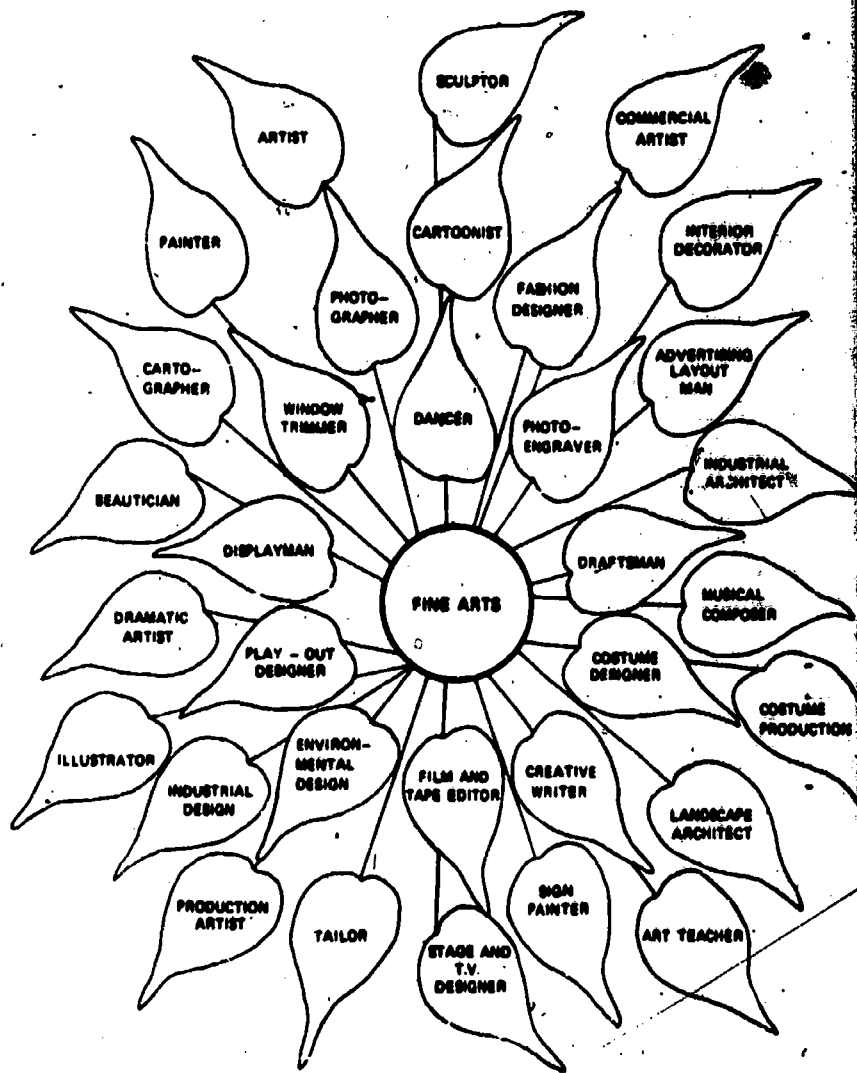 SCULPTOR
ARTIST
COMMERCIAL
ARTIST
PAINTER
CARTOONIST
INTERIOR
DECORATOR
PHOTO-
GRAPHER
FASHION
DESIGNER
CARTO-
GRAPHER
WINDOW
TRIMMER
DANCER
PHOTO-
ENGRAVER
ADVERTISING
LAYOUT
MAN
BEAUTICIAN
INDUSTRIAL
ARCHITECT
DISPLAYMAN
DRAFTSMAN
FINE ARTS
DRAMATIC
ARTIST
MUSICAL
COMPOSER
PLAY - OUT
DESIGNER
COSTUME
DESIGNER
COSTUME
PRODUCTION
ILLUSTRATOR
INDUSTRIAL
DESIGN
ENVIRON-
MENTAL
DESIGN
FILM AND
TAPE EDITOR
CREATIVE
WRITER
LANDSCAPE
ARCHITECT
PRODUCTION
ARTIST
TAILOR
STAGE AND
T.V.
DESIGNER
SIGN
PAINTER
ART TEACHER